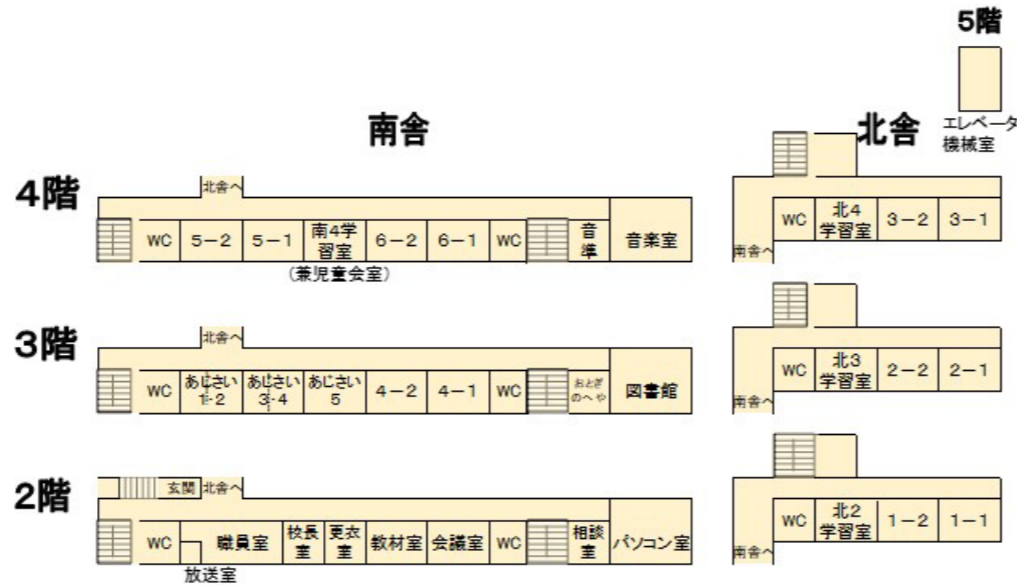 5階
エレベータ
機械室
南舎
北舎
4階
北舎へ
WC
5－2
5－1
南4学
習室
6－2
6－1
WC
音
準
音楽室
(兼児童会室)
WC
北4
学習室
3－2
3－1
南舎へ
3階
北舎へ
WC
あじさい
1・2
あじさい
3・4
あじさい
5
4－2
4－1
WC
おとぎ
のへや
図書館
WC
北3
学習室
2－2
2－1
南舎へ
2階
玄関
北舎へ
WC
職員室
校長
室
更衣
室
教材室
会議室
WC
相談
室
パソコン室
放送室
WC
北2
学習室
1－2
1－1
南舎へ